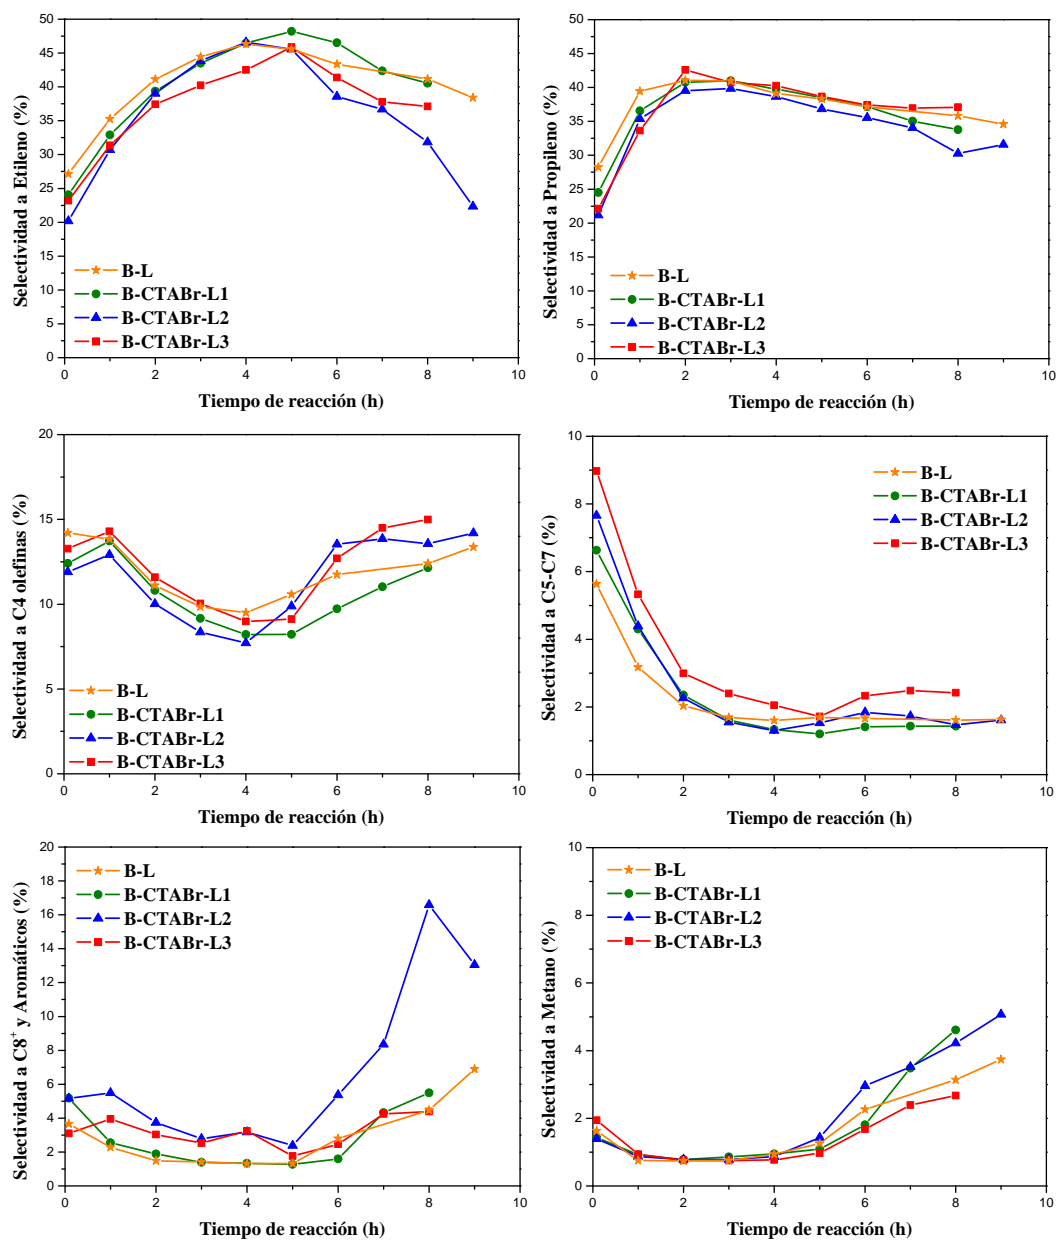 Selectividad a Etileno (%)
50
45
40
35
30
25
20
15
10
5
0
B-L
B-CTABr-L1
B-CTABr-L2
B-CTABr-L3
0 2 4 6 8 10
Tiempo de reacción (h)
Selectividad a Propileno (%)
50
45
40
35
30
25
20
15
10
5
0
B-L
B-CTABr-L1
B-CTABr-L2
B-CTABr-L3
0 2 4 6 8 10
Tiempo de reacción (h)
Selectividad a C4 olefinas (%)
20
15
10
5
0
B-L
B-CTABr-L1
B-CTABr-L2
B-CTABr-L3
0 2 4 6 8 10
Tiempo de reacción (h)
Selectividad a C5-C7 (%)
10
8
6
4
2
0
B-L
B-CTABr-L1
B-CTABr-L2
B-CTABr-L3
0 2 4 6 8 10
Tiempo de reacción (h)
Selectividad a C8⁺ y Aromáticos (%)
20
18
16
14
12
10
8
6
4
2
0
B-L
B-CTABr-L1
B-CTABr-L2
B-CTABr-L3
0 2 4 6 8 10
Tiempo de reacción (h)
Selectividad a Metano (%)
10
8
6
4
2
0
B-L
B-CTABr-L1
B-CTABr-L2
B-CTABr-L3
0 2 4 6 8 10
Tiempo de reacción (h)